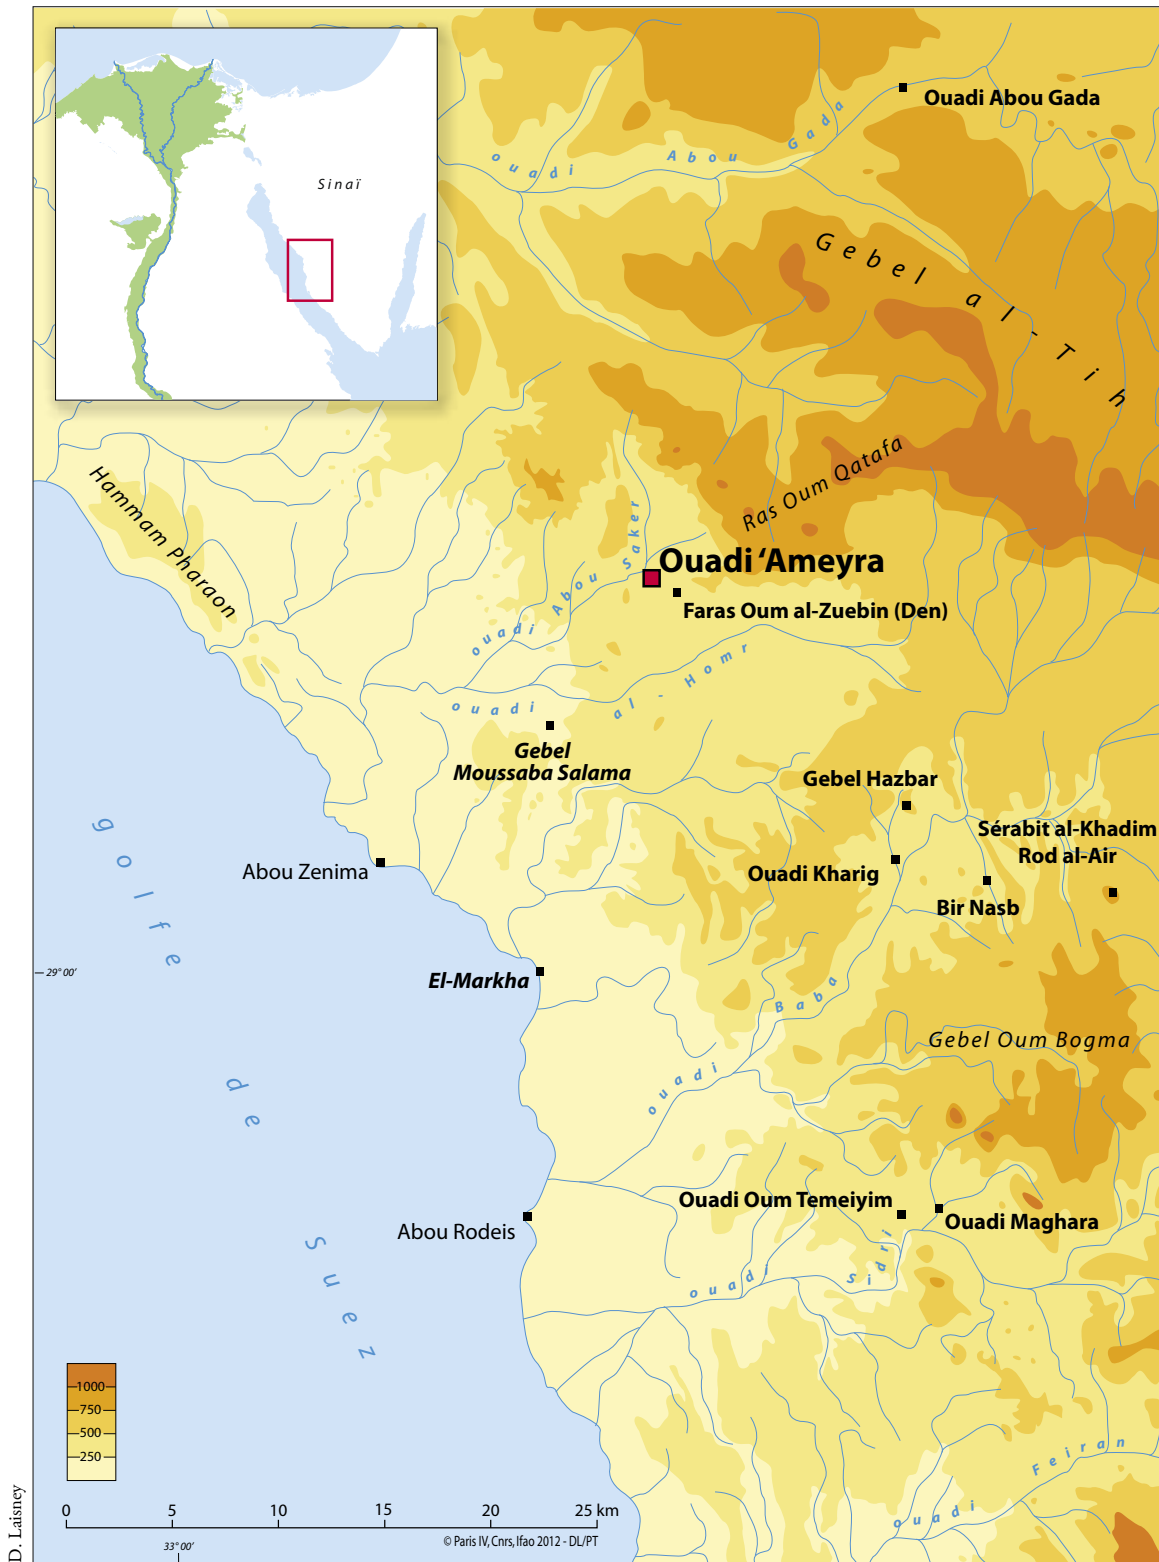 Sinaï
Ouadi Abou Gada
ouadi Abou Gada
Gebel al-Tih
Ras Oum Qatafa
Hammam Pharaon
ouadi Abou Saker
Ouadi ‘Ameyra
Faras Oum al-Zuebin (Den)
ouadi al-Homr
Gebel
Moussaba Salama
Gebel Hazbar
Sérabit al-Khadim
Rod al-Air
Abou Zenima
Ouadi Kharig
Bir Nasb
golfe de Suez
29° 00'
El-Markha
ouadi Baba
Gebel Oum Bogma
Ouadi Oum Temeiyim
Ouadi Maghara
Abou Rodeis
ouadi Sidri
1000
750
500
250
ouadi Feiran
0 5 10 15 20 25 km
© Paris IV, Cnrs, Ifao 2012 - DL/PT
33° 00'
D. Laisney